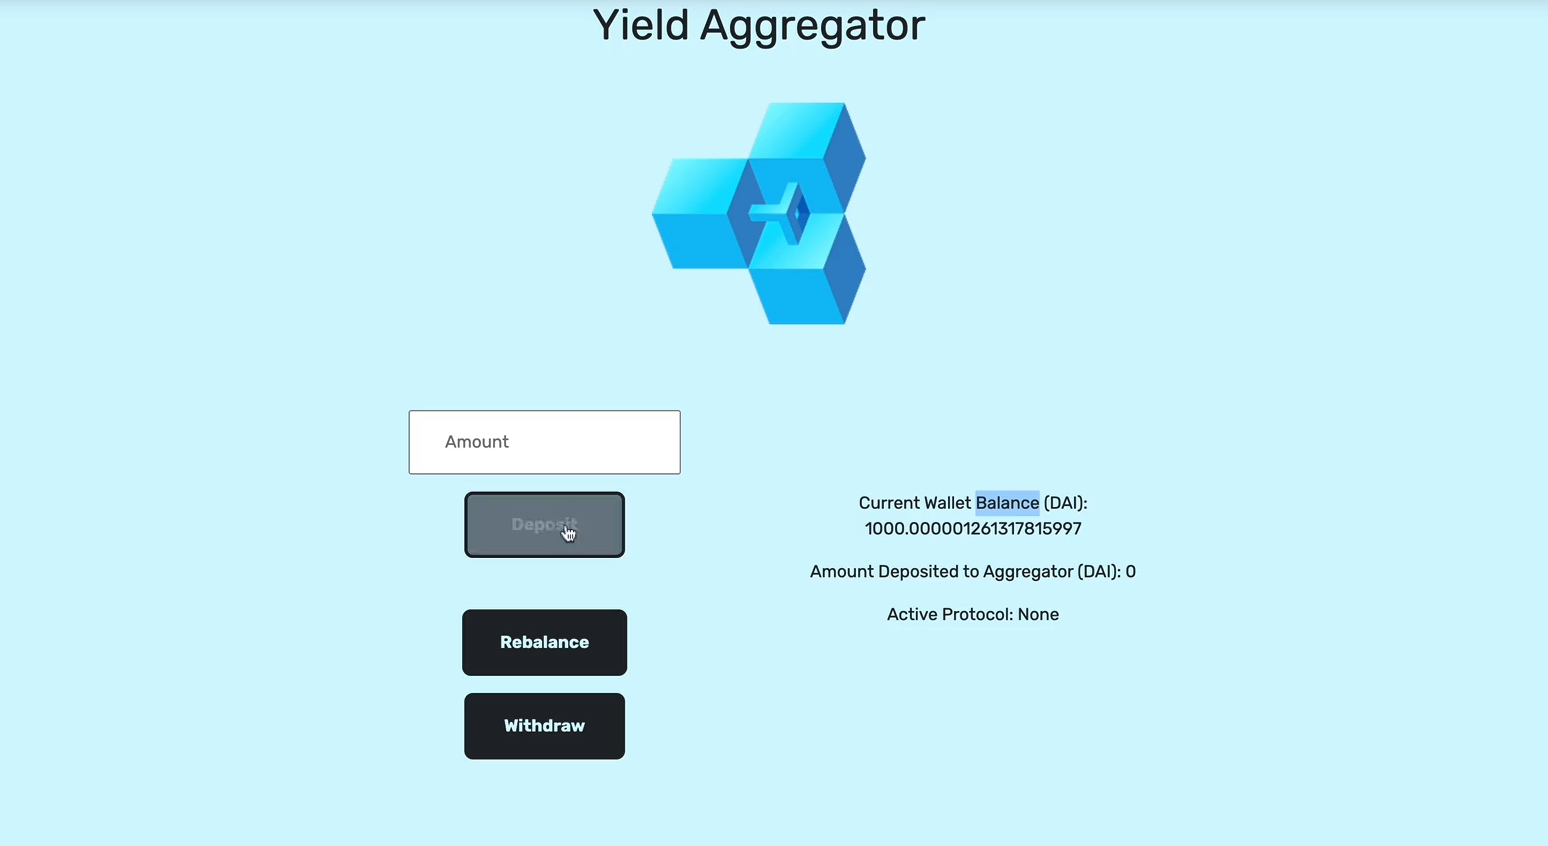 Yield Aggregator
Amount
Deposit
Rebalance
Withdraw
Current Wallet Balance (DAI):
1000.000001261317815997
Amount Deposited to Aggregator (DAI): 0
Active Protocol: None